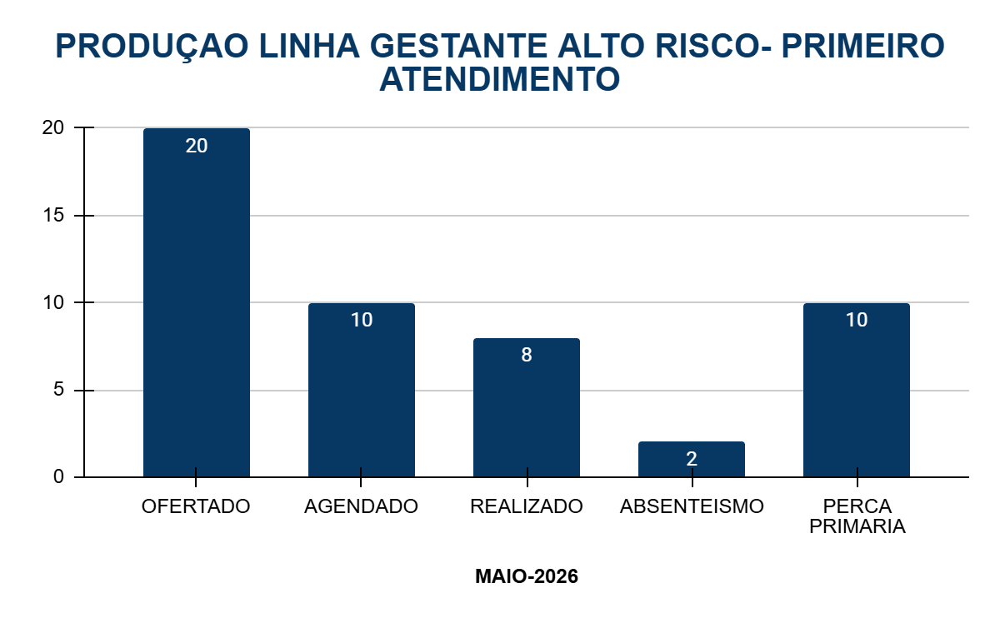 PRODUÇAO LINHA GESTANTE ALTO RISCO- PRIMEIRO
ATENDIMENTO
20
15
10
5
0
20
10
8
2
10
OFERTADO
AGENDADO
REALIZADO
ABSENTEISMO
PERCA
PRIMARIA
MAIO-2026